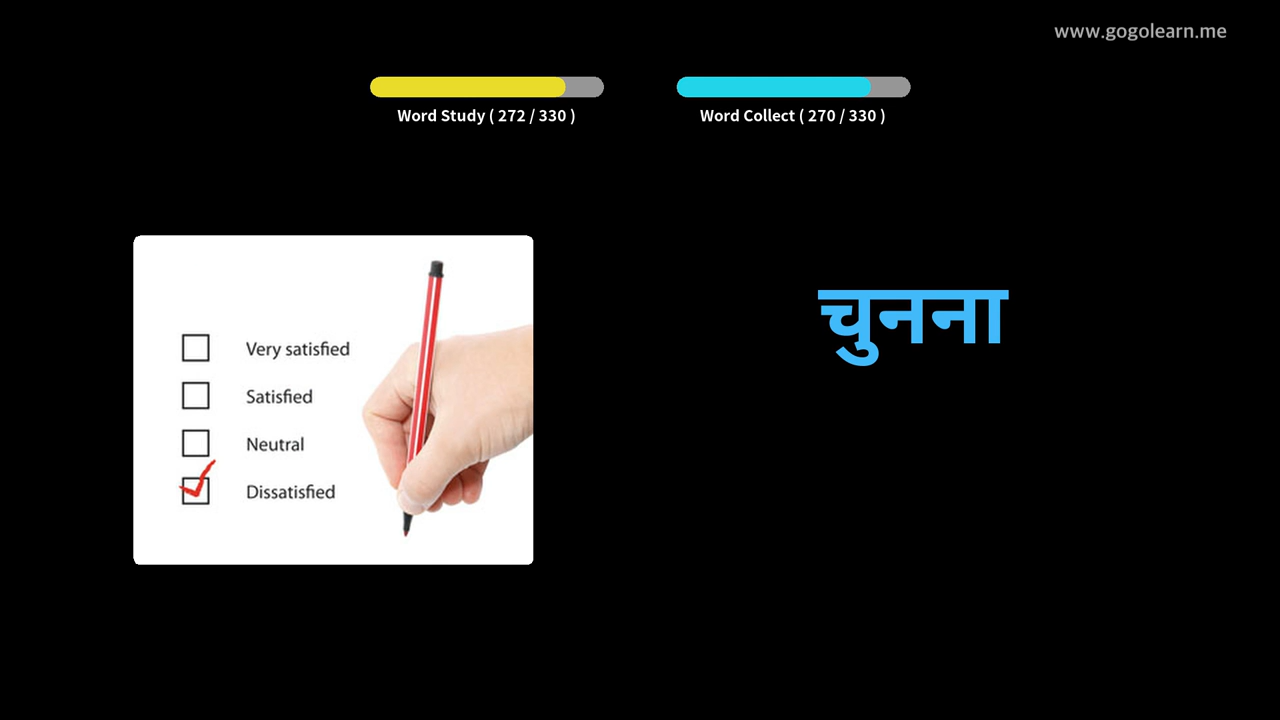 www.gogolearn.me
Word Study ( 272 / 330 )
Word Collect ( 270 / 330 )
Very satisfied
Satisfied
Neutral
Dissatisfied
चुनना